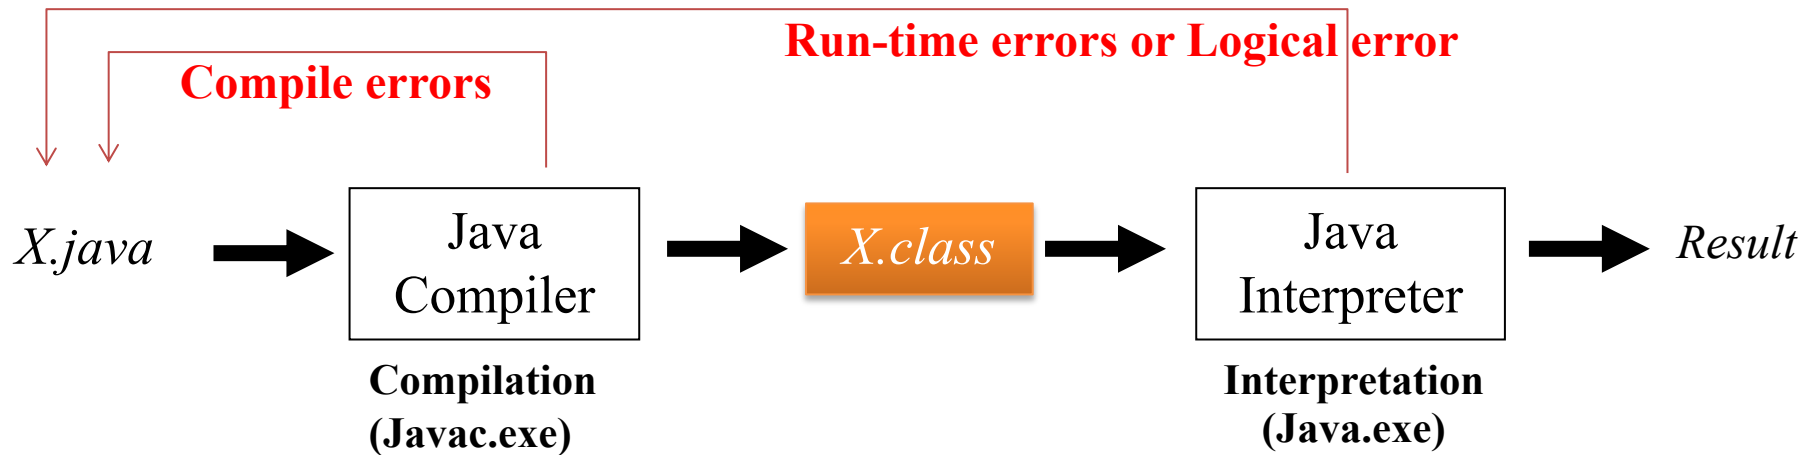 Run-time errors or Logical error
Compile errors
X.java
Java
Compiler
X.class
Java
Interpreter
Result
Compilation
(Javac.exe)
Interpretation
(Java.exe)